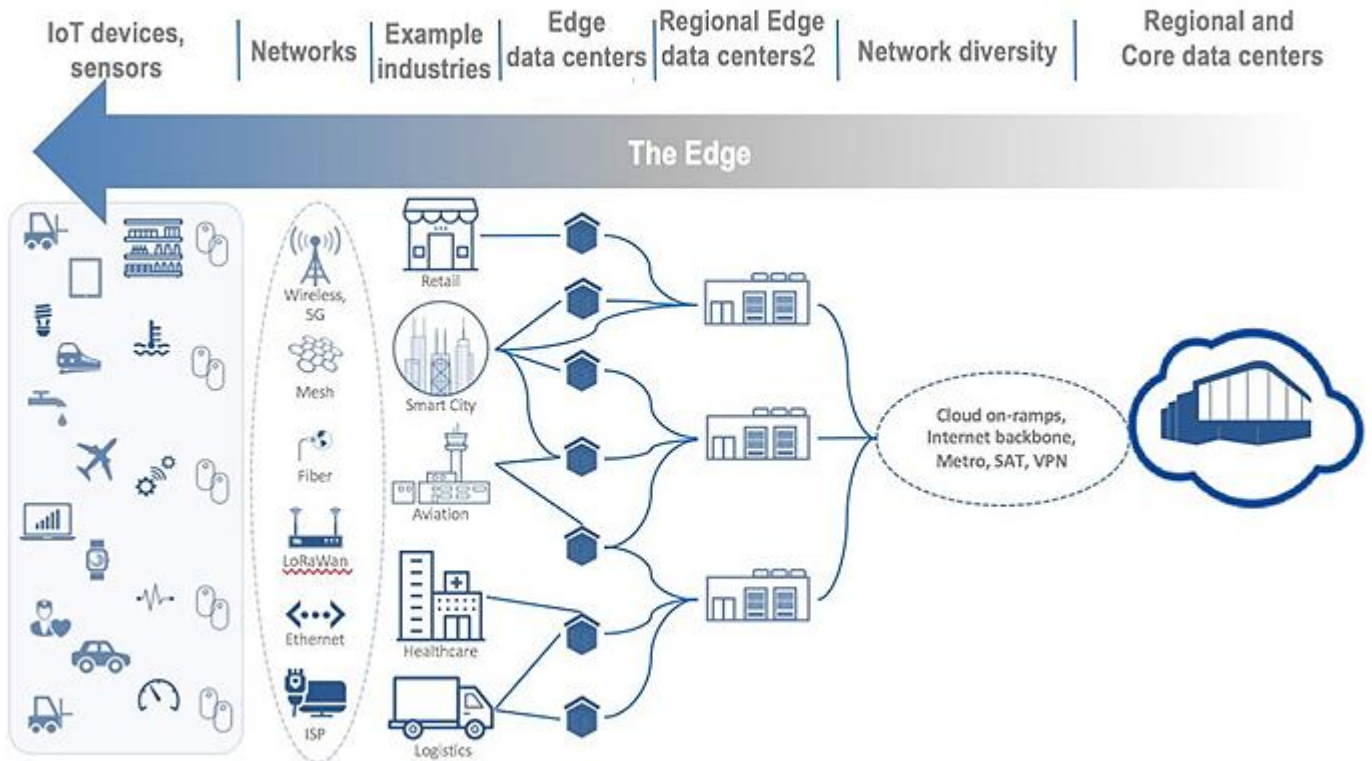 IoT devices,
sensors
Networks
Example
industries
Edge
data centers
Regional Edge
data centers2
Network diversity
Regional and
Core data centers
The Edge
Wireless,
5G
Mesh
Fiber
LoRaWan
Ethernet
ISP
Retail
Smart City
Aviation
Healthcare
Logistics
Cloud on-ramps,
Internet backbone,
Metro, SAT, VPN